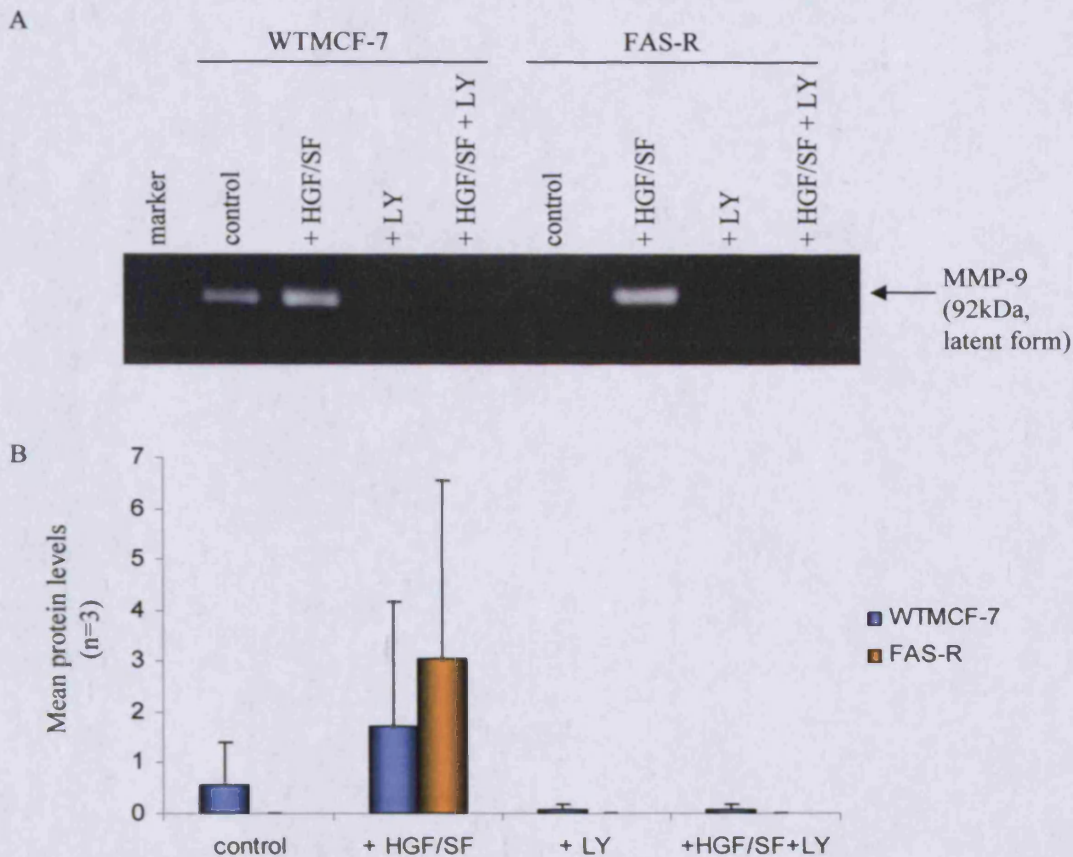 A
WTMCF-7
FAS-R
marker
control
+ HGF/SF
+ LY
+ HGF/SF + LY
control
+ HGF/SF
+ LY
+ HGF/SF + LY
MMP-9
(92kDa,
latent form)
B
Mean protein levels
(n=3)
7
6
5
4
3
2
1
0
control
+ HGF/SF
+ LY
+HGF/SF+LY
WTMCF-7
FAS-R